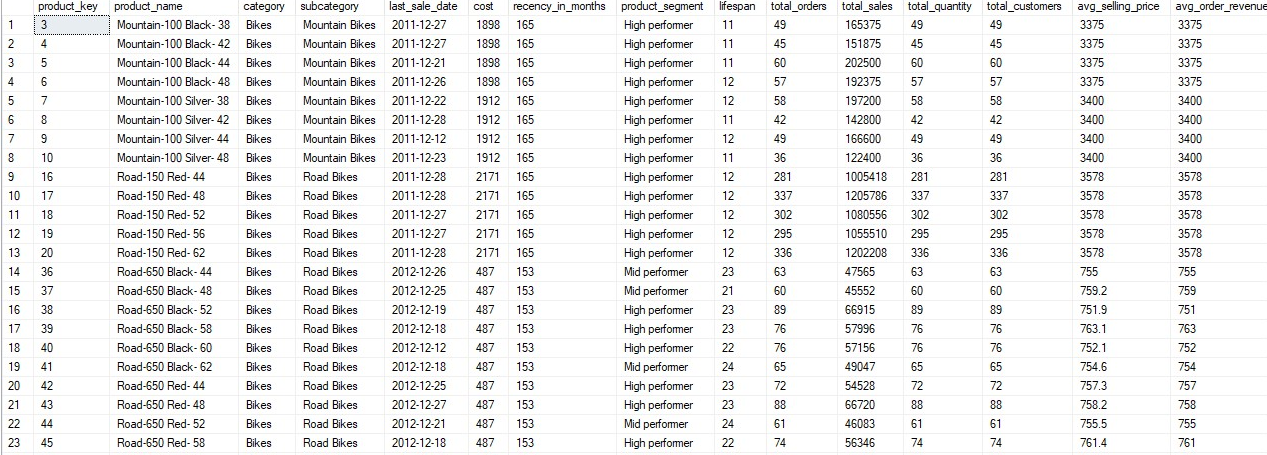 product_key product_name category subcategory last_sale_date cost recency_in_months product_segment lifespan total_orders total_sales total_quantity total_customers avg_selling_price avg_order_revenue
1 3 Mountain-100 Black- 38 Bikes Mountain Bikes 2011-12-27 1898 165 High performer 11 49 165375 49 49 3375 3375
2 4 Mountain-100 Black- 42 Bikes Mountain Bikes 2011-12-27 1898 165 High performer 11 45 151875 45 45 3375 3375
3 5 Mountain-100 Black- 44 Bikes Mountain Bikes 2011-12-21 1898 165 High performer 11 60 202500 60 60 3375 3375
4 6 Mountain-100 Black- 48 Bikes Mountain Bikes 2011-12-26 1898 165 High performer 12 57 192375 57 57 3375 3375
5 7 Mountain-100 Silver- 38 Bikes Mountain Bikes 2011-12-22 1912 165 High performer 12 58 197200 58 58 3400 3400
6 8 Mountain-100 Silver- 42 Bikes Mountain Bikes 2011-12-28 1912 165 High performer 11 42 142800 42 42 3400 3400
7 9 Mountain-100 Silver- 44 Bikes Mountain Bikes 2011-12-12 1912 165 High performer 12 49 166600 49 49 3400 3400
8 10 Mountain-100 Silver- 48 Bikes Mountain Bikes 2011-12-23 1912 165 High performer 11 36 122400 36 36 3400 3400
9 16 Road-150 Red- 44 Bikes Road Bikes 2011-12-28 2171 165 High performer 12 281 1005418 281 281 3578 3578
10 17 Road-150 Red- 48 Bikes Road Bikes 2011-12-28 2171 165 High performer 12 337 1205786 337 337 3578 3578
11 18 Road-150 Red- 52 Bikes Road Bikes 2011-12-27 2171 165 High performer 12 302 1080556 302 302 3578 3578
12 19 Road-150 Red- 56 Bikes Road Bikes 2011-12-27 2171 165 High performer 12 295 1055510 295 295 3578 3578
13 20 Road-150 Red- 62 Bikes Road Bikes 2011-12-28 2171 165 High performer 12 336 1202208 336 336 3578 3578
14 36 Road-650 Black- 44 Bikes Road Bikes 2012-12-26 487 153 Mid performer 23 63 47565 63 63 755 755
15 37 Road-650 Black- 48 Bikes Road Bikes 2012-12-25 487 153 Mid performer 21 60 45552 60 60 759.2 759
16 38 Road-650 Black- 52 Bikes Road Bikes 2012-12-19 487 153 High performer 23 89 66915 89 89 751.9 751
17 39 Road-650 Black- 58 Bikes Road Bikes 2012-12-18 487 153 High performer 23 76 57996 76 76 763.1 763
18 40 Road-650 Black- 60 Bikes Road Bikes 2012-12-12 487 153 High performer 22 76 57156 76 76 752.1 752
19 41 Road-650 Black- 62 Bikes Road Bikes 2012-12-18 487 153 Mid performer 24 65 49047 65 65 754.6 754
20 42 Road-650 Red- 44 Bikes Road Bikes 2012-12-25 487 153 High performer 23 72 54528 72 72 757.3 757
21 43 Road-650 Red- 48 Bikes Road Bikes 2012-12-27 487 153 High performer 23 88 66720 88 88 758.2 758
22 44 Road-650 Red- 52 Bikes Road Bikes 2012-12-21 487 153 Mid performer 24 61 46083 61 61 755.5 755
23 45 Road-650 Red- 58 Bikes Road Bikes 2012-12-18 487 153 High performer 22 74 56346 74 74 761.4 761